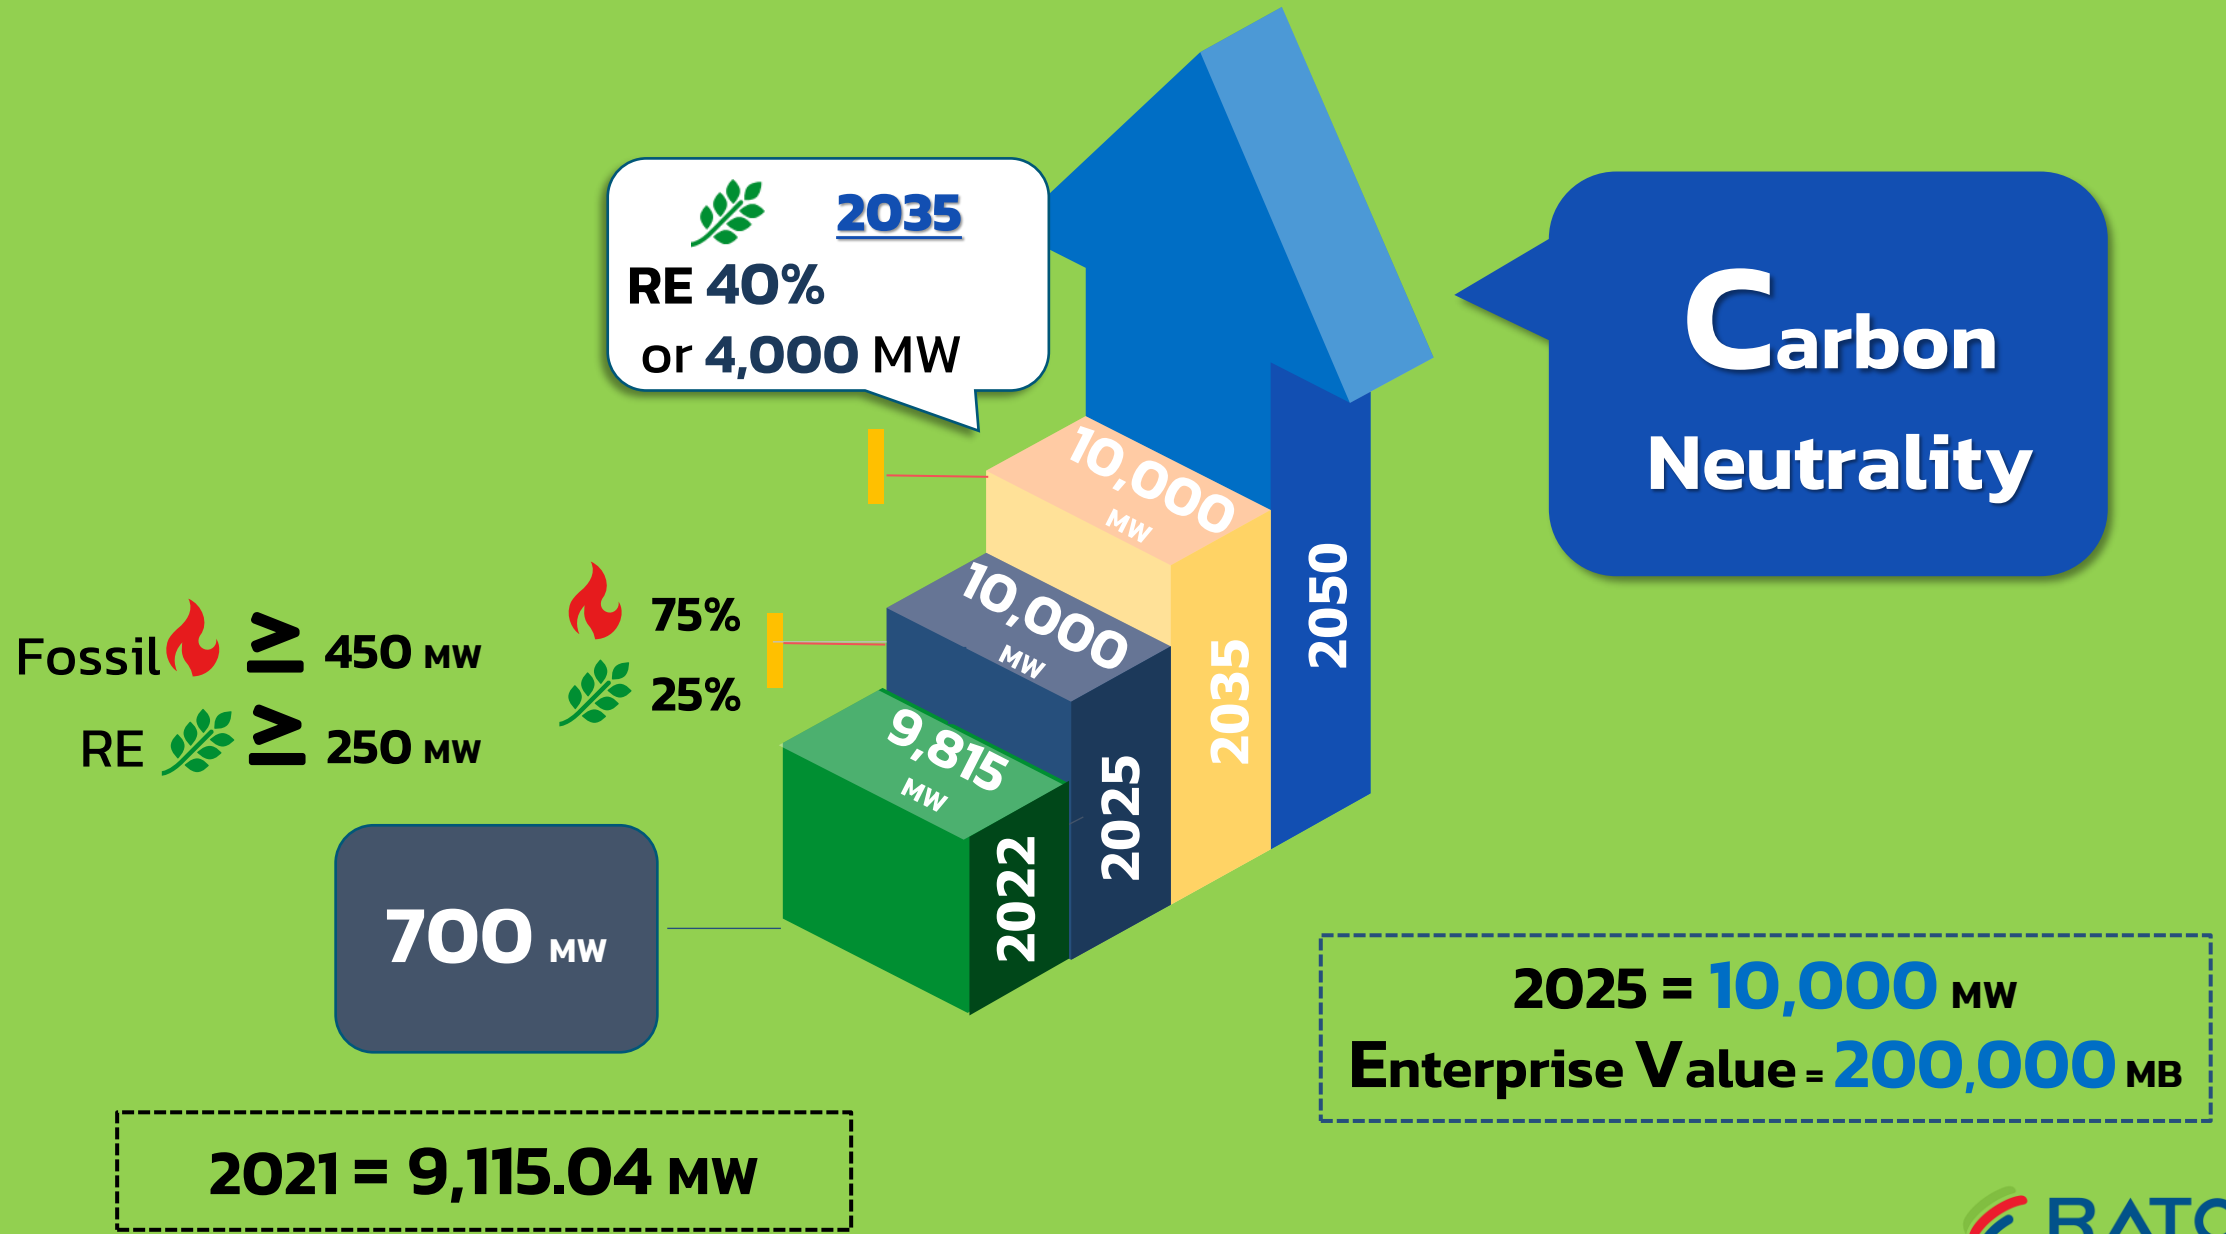 2035
RE 40%
or 4,000 MW
Carbon
Neutrality
10,000
MW
2050
10,000
MW
2035
75%
25%
Fossil ≥ 450 MW
RE ≥ 250 MW
9,815
MW
2025
2022
700 MW
2025 = 10,000 MW
Enterprise Value = 200,000 MB
2021 = 9,115.04 MW